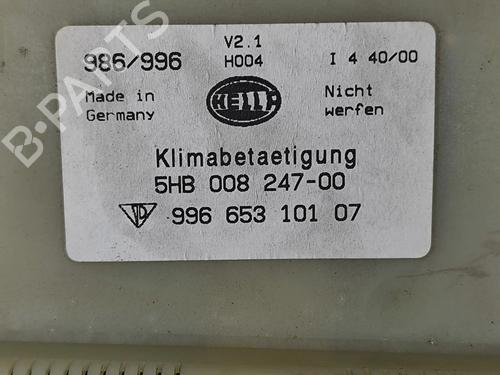 986/996
V2.1
H004
I 4 40/00
Made in
Germany
HELLA
Nicht
werfen
Klimabetaetigung
5HB 008 247-00
996 653 101 07
B-PARTS